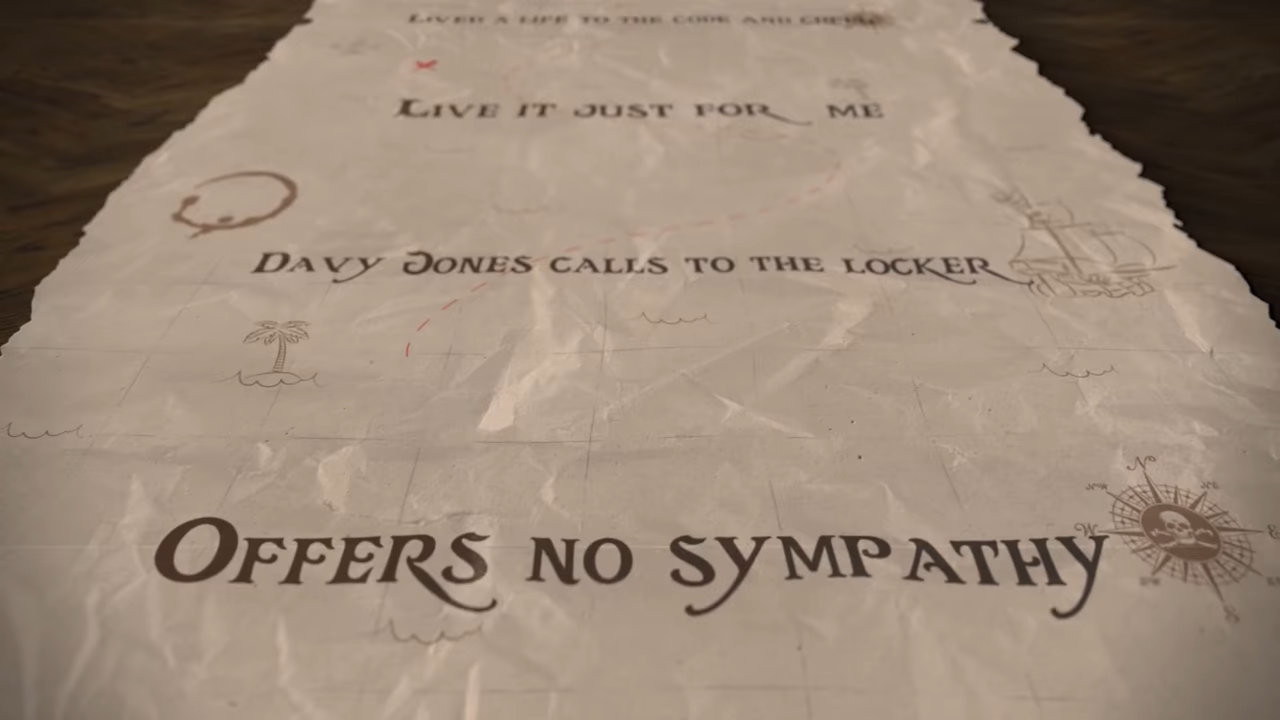 Lived a life to the code and creed
Live it just for me
Davy Jones calls to the locker
Offers no sympathy
N
W